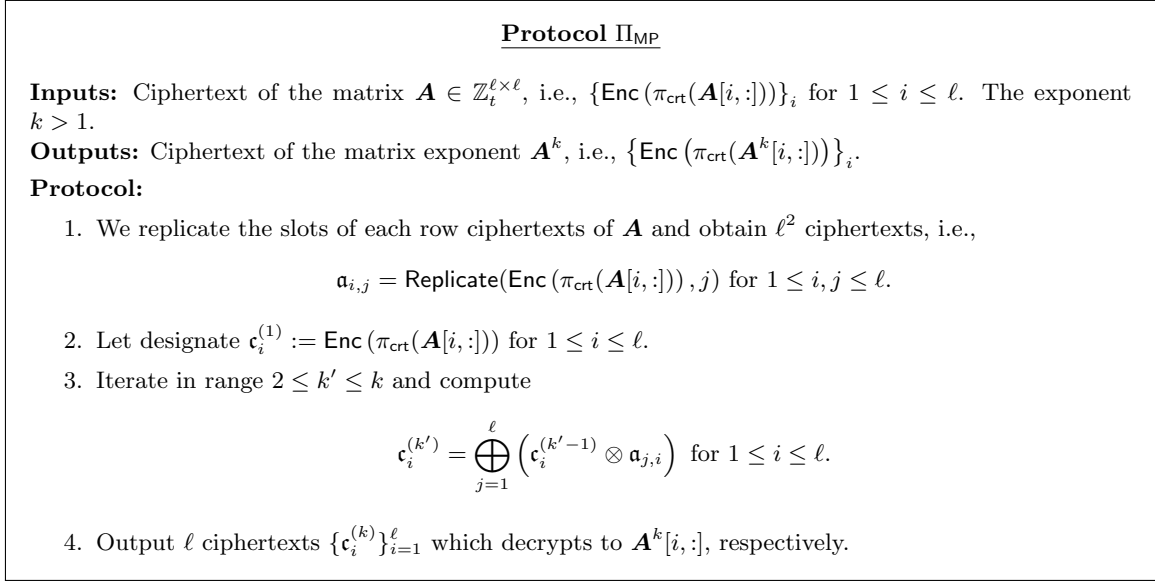 Protocol Π_MP
Inputs: Ciphertext of the matrix A ∈ ℤ_t^{ℓ×ℓ}, i.e., {Enc (π_crt(A[i,:]))}_i for 1 ≤ i ≤ ℓ. The exponent
k > 1.
Outputs: Ciphertext of the matrix exponent A^k, i.e., {Enc (π_crt(A^k[i,:]))}_i.
Protocol:
1. We replicate the slots of each row ciphertexts of A and obtain ℓ^2 ciphertexts, i.e.,
𝔞_{i,j} = Replicate(Enc (π_crt(A[i,:])) , j) for 1 ≤ i, j ≤ ℓ.
2. Let designate 𝔠_i^{(1)} := Enc (π_crt(A[i,:])) for 1 ≤ i ≤ ℓ.
3. Iterate in range 2 ≤ k′ ≤ k and compute
𝔠_i^{(k′)} = ⨁_{j=1}^{ℓ} (𝔠_i^{(k′−1)} ⊗ 𝔞_{j,i}) for 1 ≤ i ≤ ℓ.
4. Output ℓ ciphertexts {𝔠_i^{(k)}}_{i=1}^{ℓ} which decrypts to A^k[i,:], respectively.